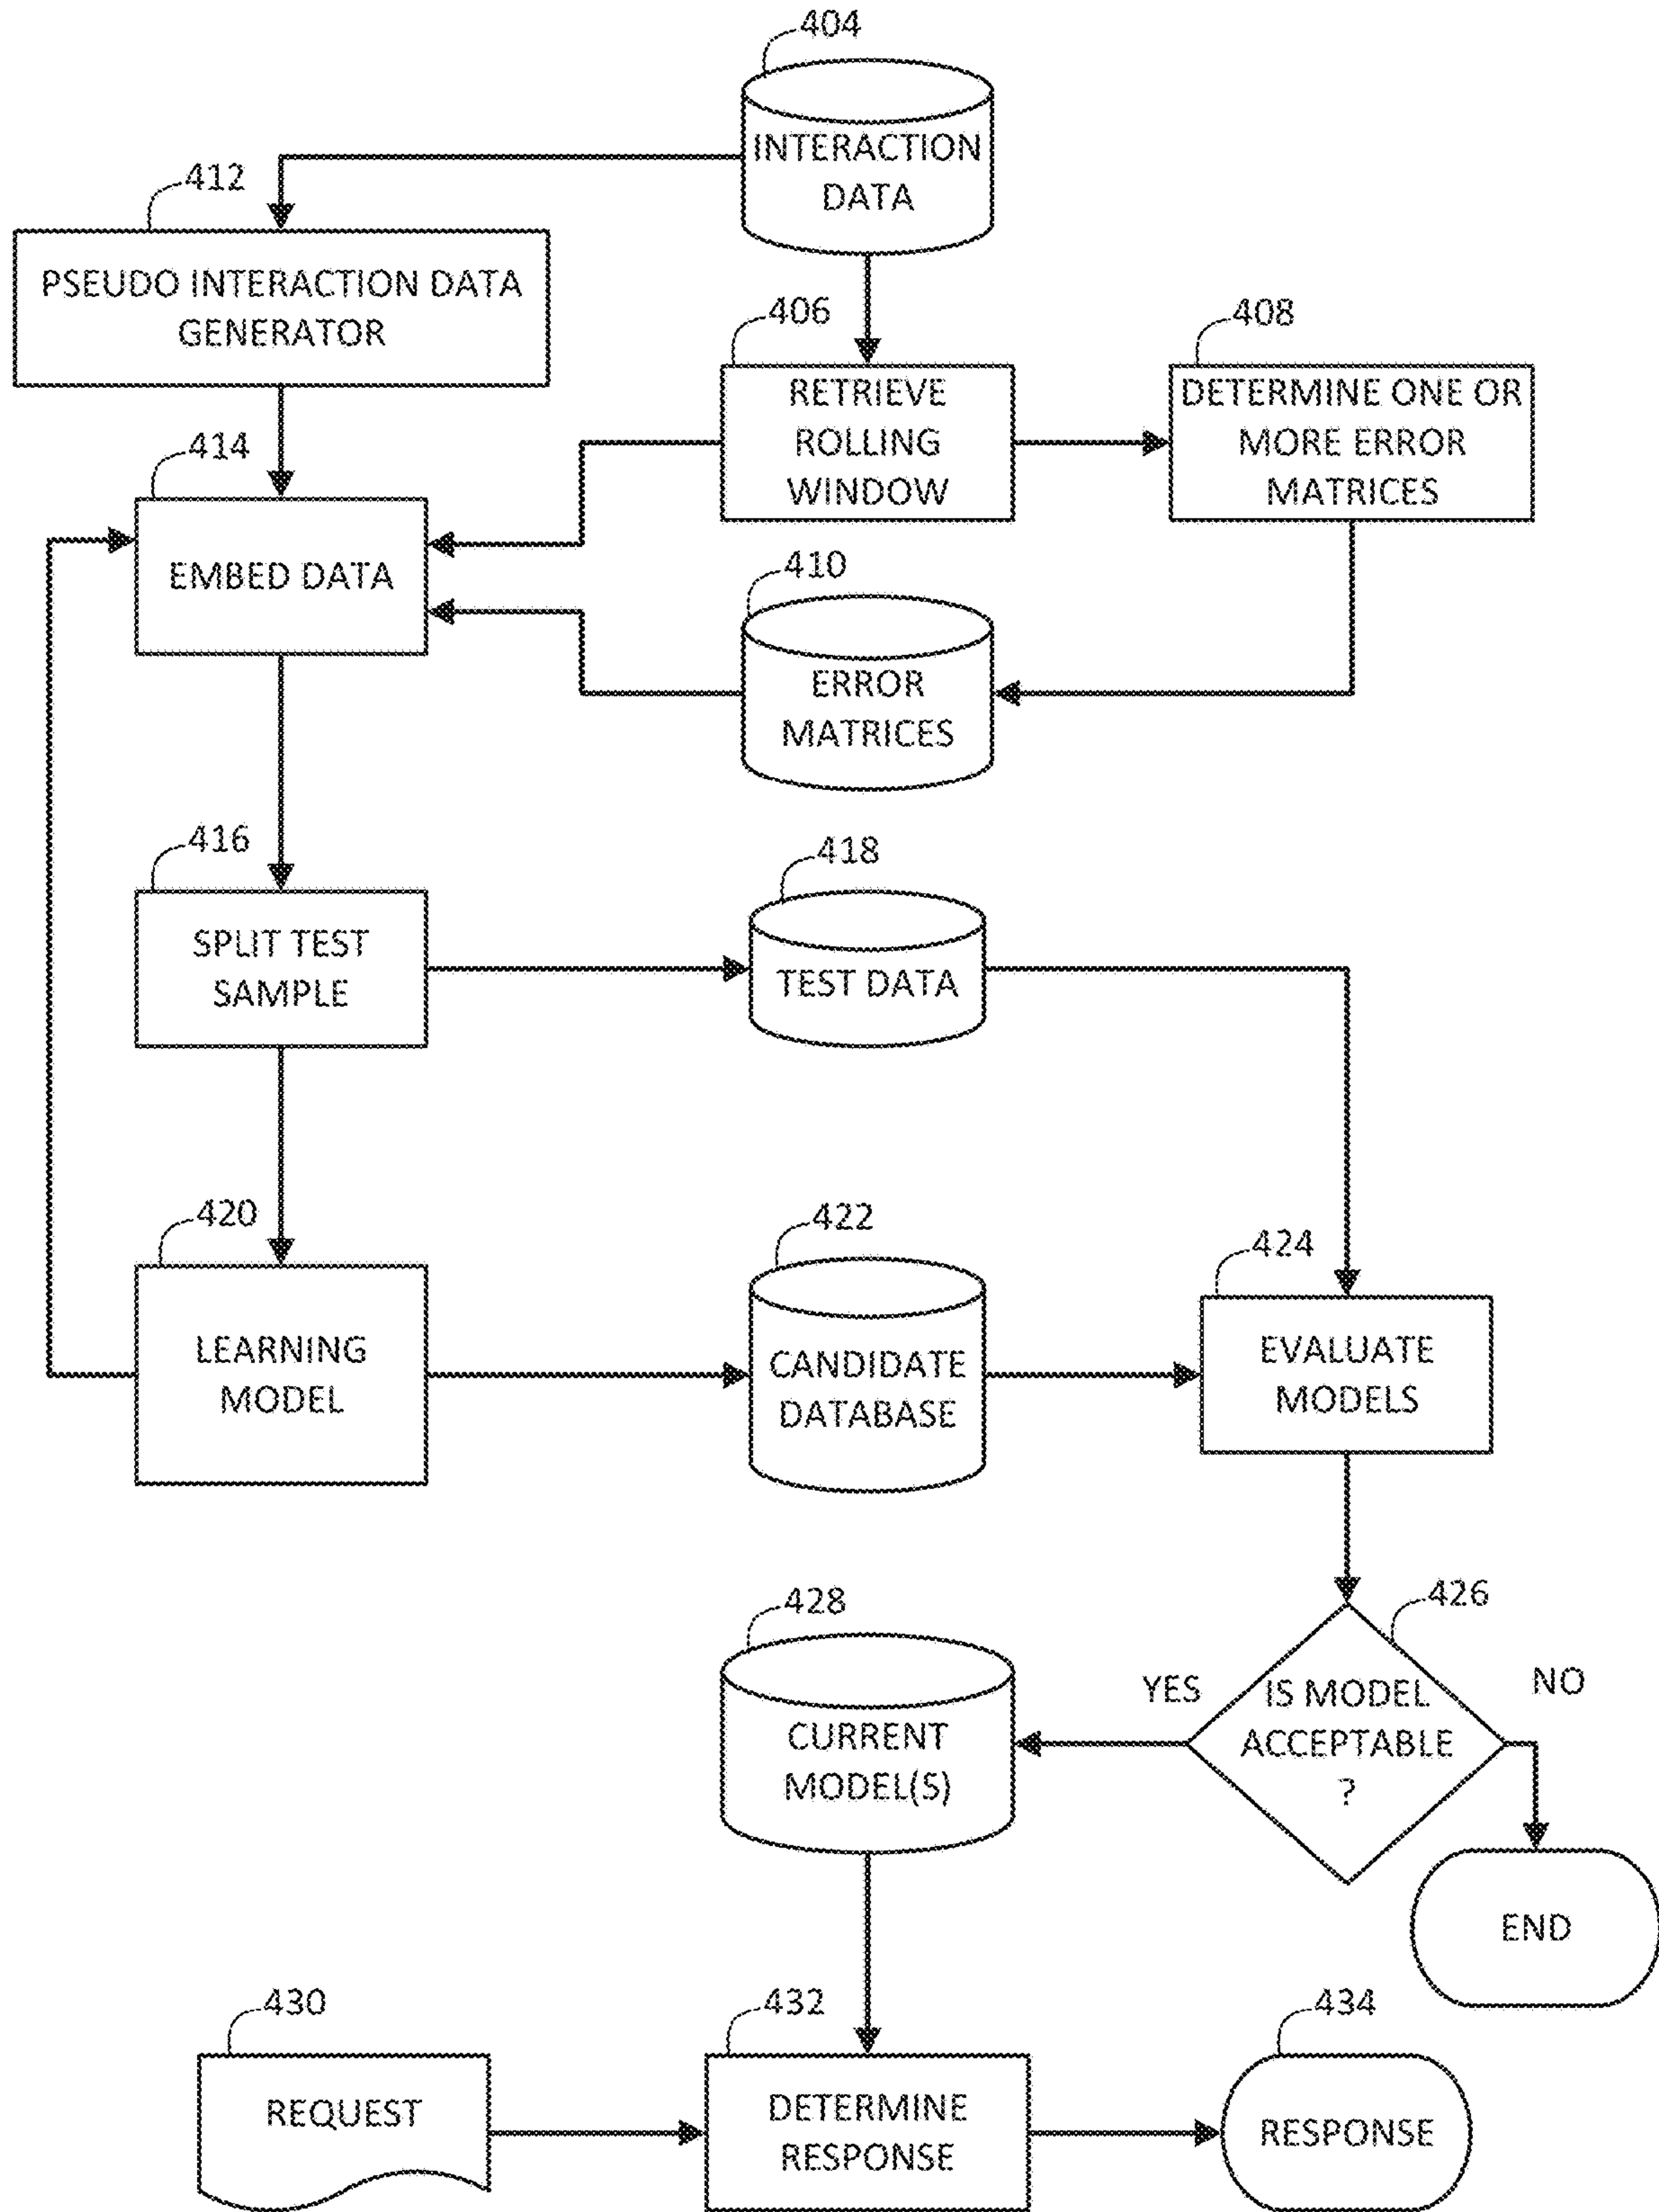 404
INTERACTION
DATA
412
PSEUDO INTERACTION DATA
GENERATOR
406
RETRIEVE
ROLLING
WINDOW
408
DETERMINE ONE OR
MORE ERROR
MATRICES
414
EMBED DATA
410
ERROR
MATRICES
416
SPLIT TEST
SAMPLE
418
TEST DATA
420
LEARNING
MODEL
422
CANDIDATE
DATABASE
424
EVALUATE
MODELS
428
CURRENT
MODEL(S)
426
YES
IS MODEL
ACCEPTABLE
?
NO
END
430
REQUEST
432
DETERMINE
RESPONSE
434
RESPONSE